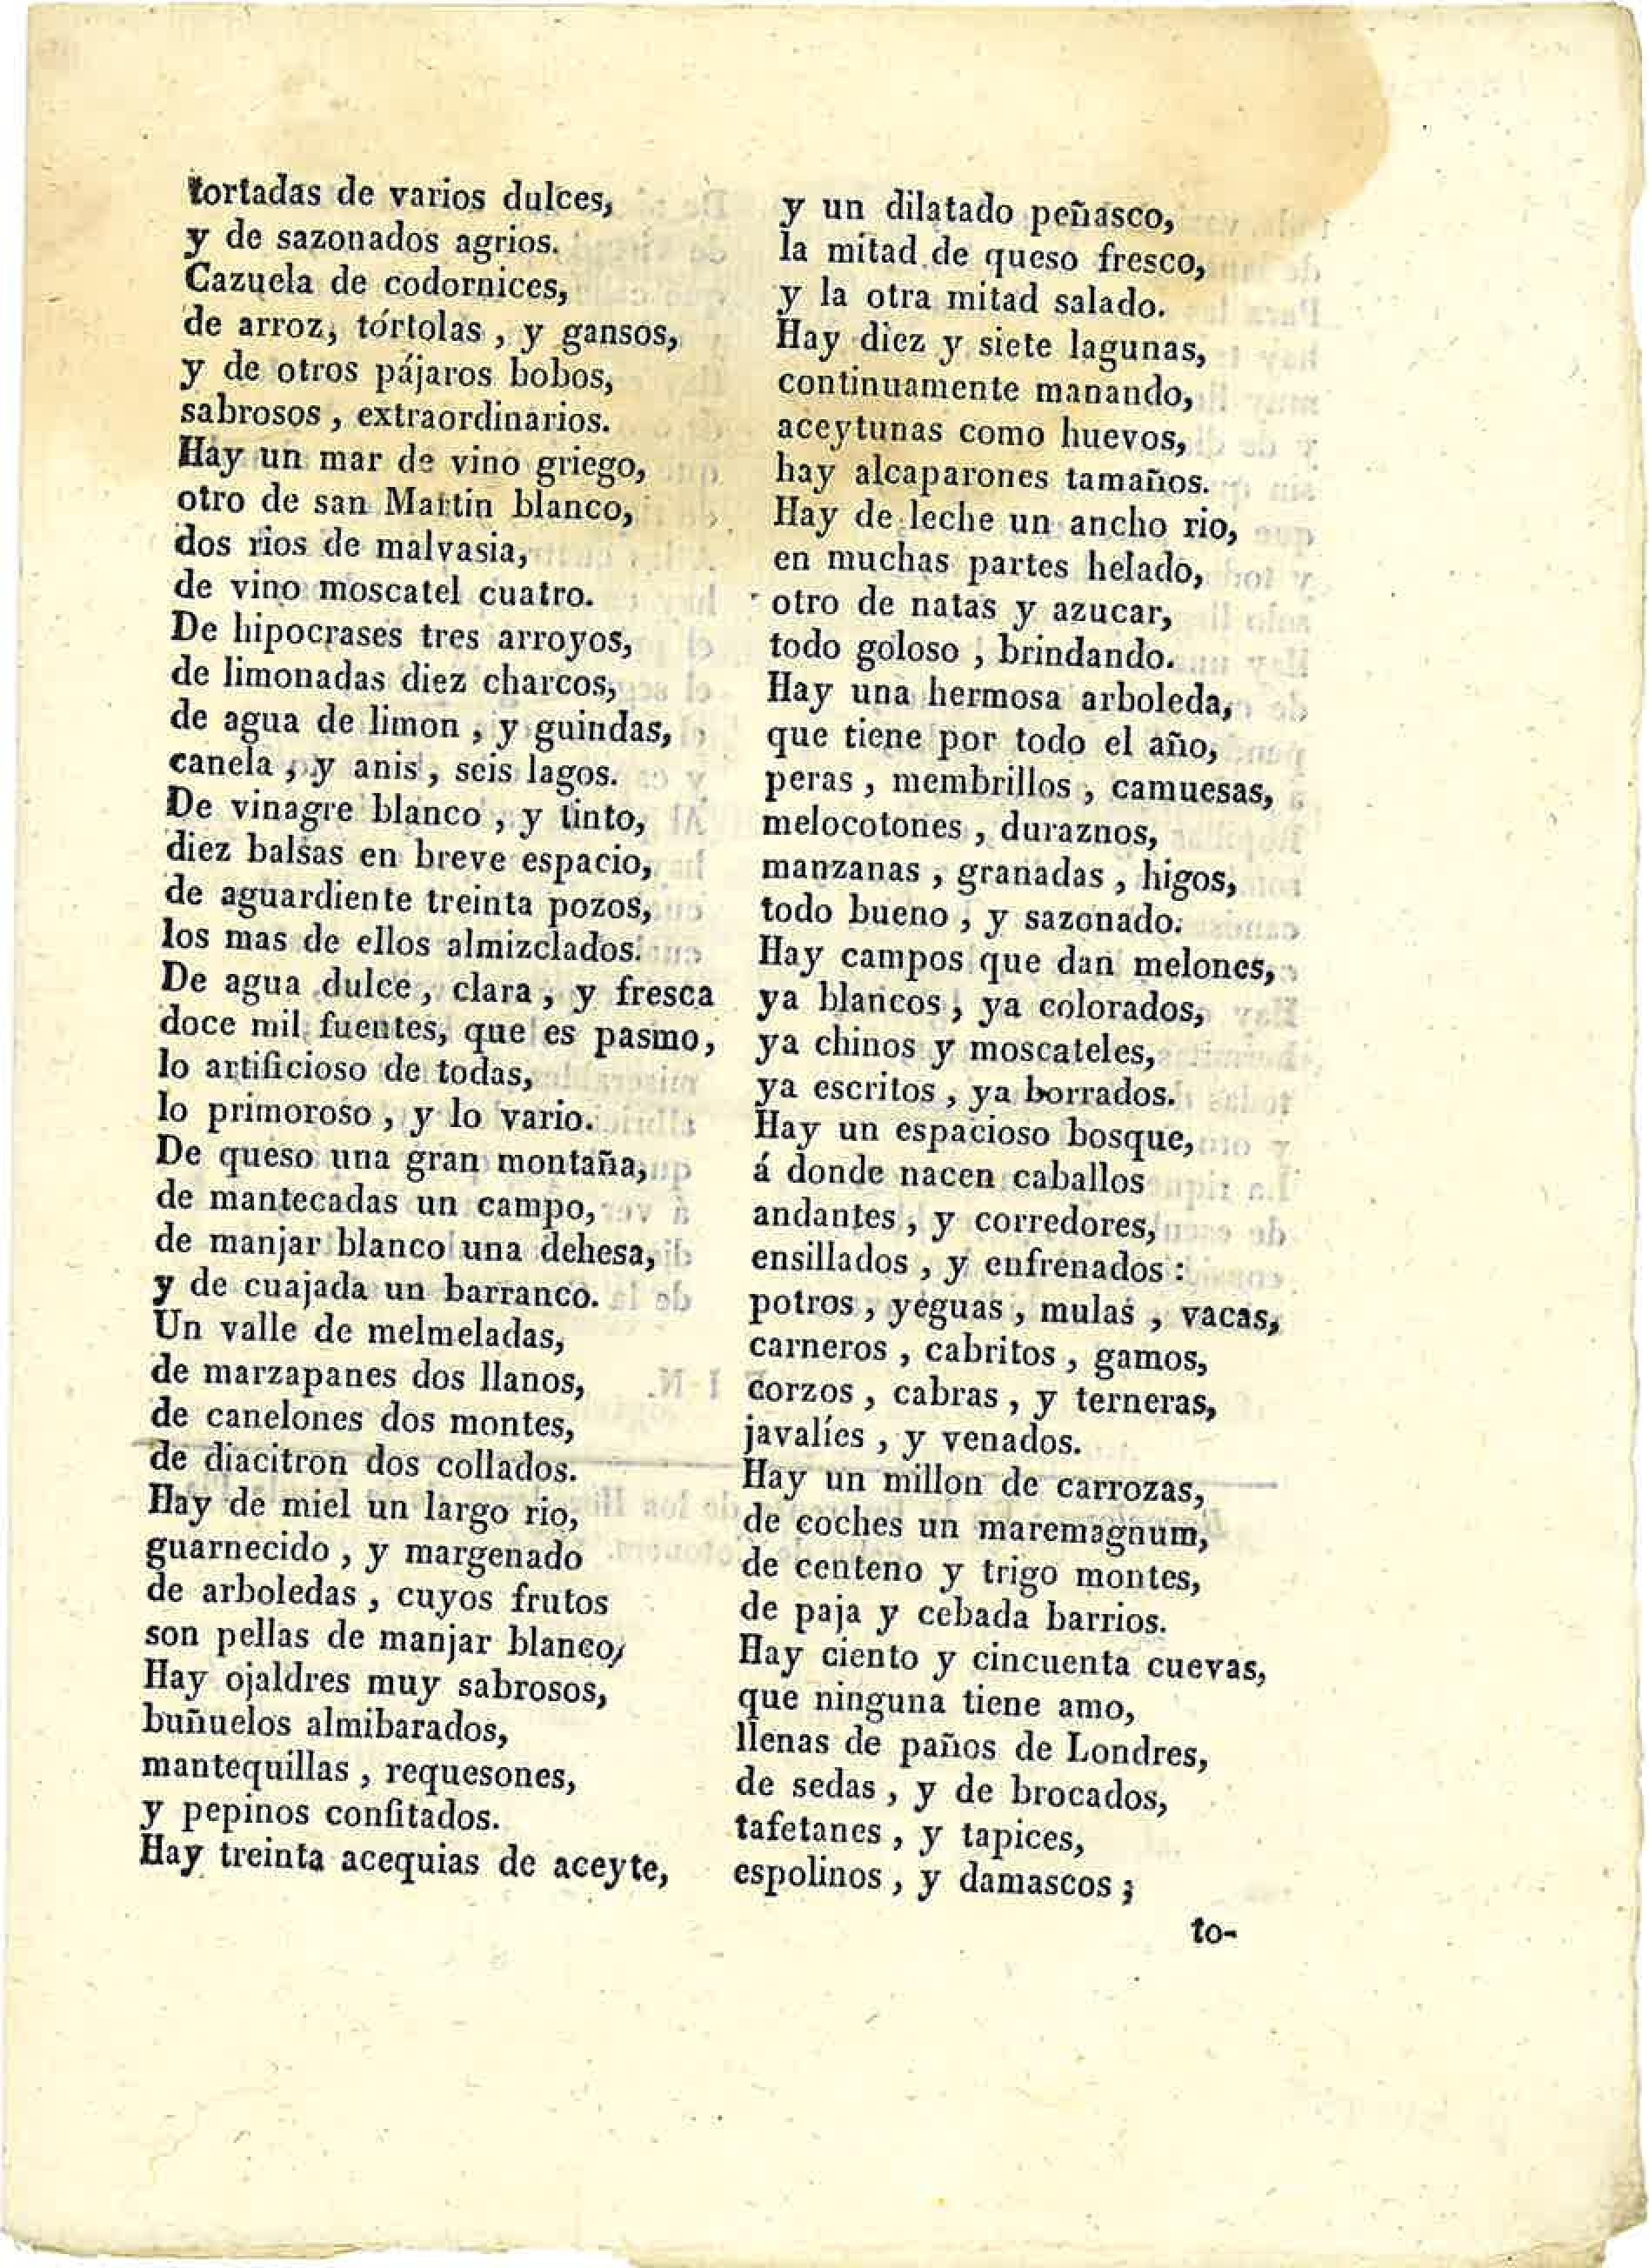 tortadas de varios dulces,
y de sazonados agrios.
Cazuela de codornices,
de arroz, tórtolas , y gansos,
y de otros pájaros bobos,
sabrosos , extraordinarios.
Hay un mar de vino griego,
otro de san Martin blanco,
dos rios de malvasia,
de vino moscatel cuatro.
De hipocrases tres arroyos,
de limonadas diez charcos,
de agua de limon , y guindas,
canela , y anis , seis lagos.
De vinagre blanco , y tinto,
diez balsas en breve espacio,
de aguardiente treinta pozos,
los mas de ellos almizclados.
De agua dulce , clara , y fresca
doce mil fuentes, que es pasmo,
lo artificioso de todas,
lo primoroso , y lo vario.
De queso una gran montaña,
de mantecadas un campo,
de manjar blanco una dehesa,
y de cuajada un barranco.
Un valle de melmeladas,
de marzapanes dos llanos,
de canelones dos montes,
de diacitron dos collados.
Hay de miel un largo rio,
guarnecido , y margenado
de arboledas , cuyos frutos
son pellas de manjar blanco,
Hay ojaldres muy sabrosos,
buñuelos almibarados,
mantequillas , requesones,
y pepinos confitados.
Hay treinta acequias de aceyte,
y un dilatado peñasco,
la mitad de queso fresco,
y la otra mitad salado.
Hay diez y siete lagunas,
continuamente manando,
aceytunas como huevos,
hay alcaparones tamaños.
Hay de leche un ancho rio,
en muchas partes helado,
otro de natas y azucar,
todo goloso , brindando.
Hay una hermosa arboleda,
que tiene por todo el año,
peras , membrillos , camuesas,
melocotones , duraznos,
manzanas , granadas , higos,
todo bueno , y sazonado.
Hay campos que dan melones,
ya blancos , ya colorados,
ya chinos y moscateles,
ya escritos , ya borrados.
Hay un espacioso bosque,
á donde nacen caballos
andantes , y corredores,
ensillados , y enfrenados :
potros , yeguas , mulas , vacas,
carneros , cabritos , gamos,
corzos , cabras , y terneras,
javalíes , y venados.
Hay un millon de carrozas,
de coches un maremagnum,
de centeno y trigo montes,
de paja y cebada barrios.
Hay ciento y cincuenta cuevas,
que ninguna tiene amo,
llenas de paños de Londres,
de sedas , y de brocados,
tafetanes , y tapices,
espolinos , y damascos ;
to-